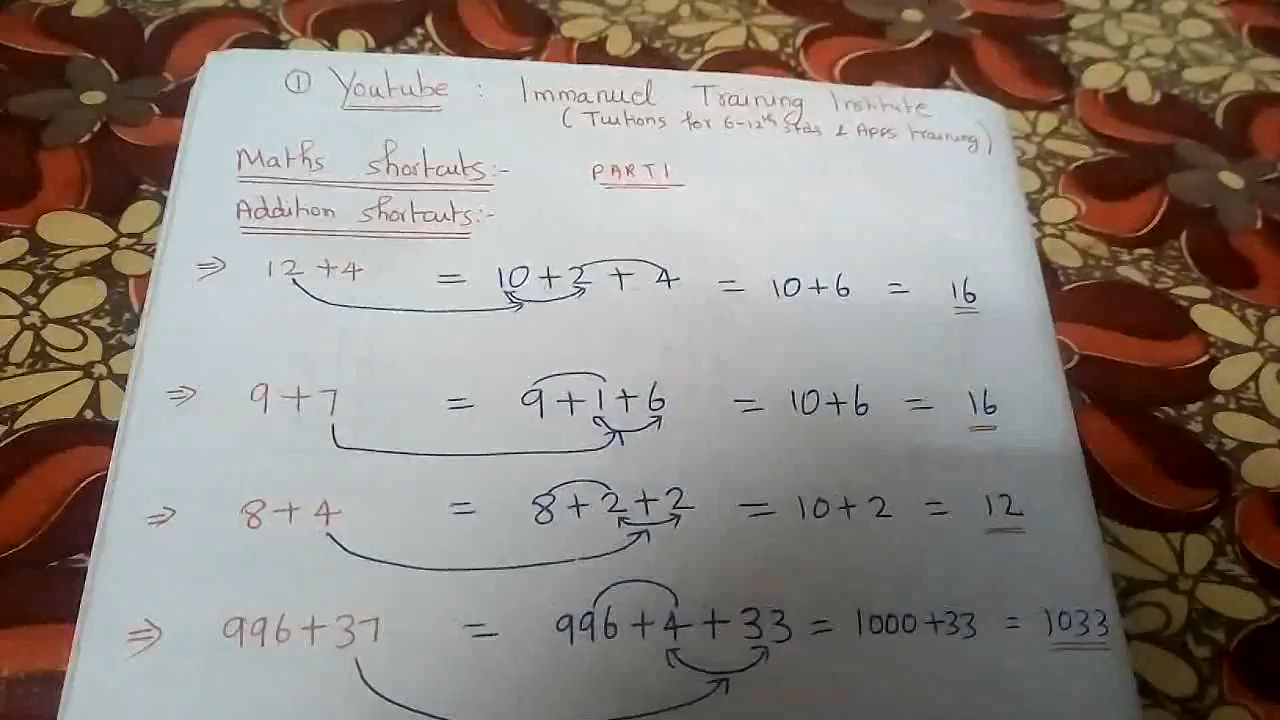 ① Youtube : Immanuel Training Institute
(Tuitions for 6-12th stds & Apps training)
Maths shortcuts:- PART 1
Addition shortcuts:-
⇒ 12 + 4 = 10 + 2 + 4 = 10 + 6 = 16
⇒ 9 + 7 = 9 + 1 + 6 = 10 + 6 = 16
⇒ 8 + 4 = 8 + 2 + 2 = 10 + 2 = 12
⇒ 996 + 37 = 996 + 4 + 33 = 1000 + 33 = 1033